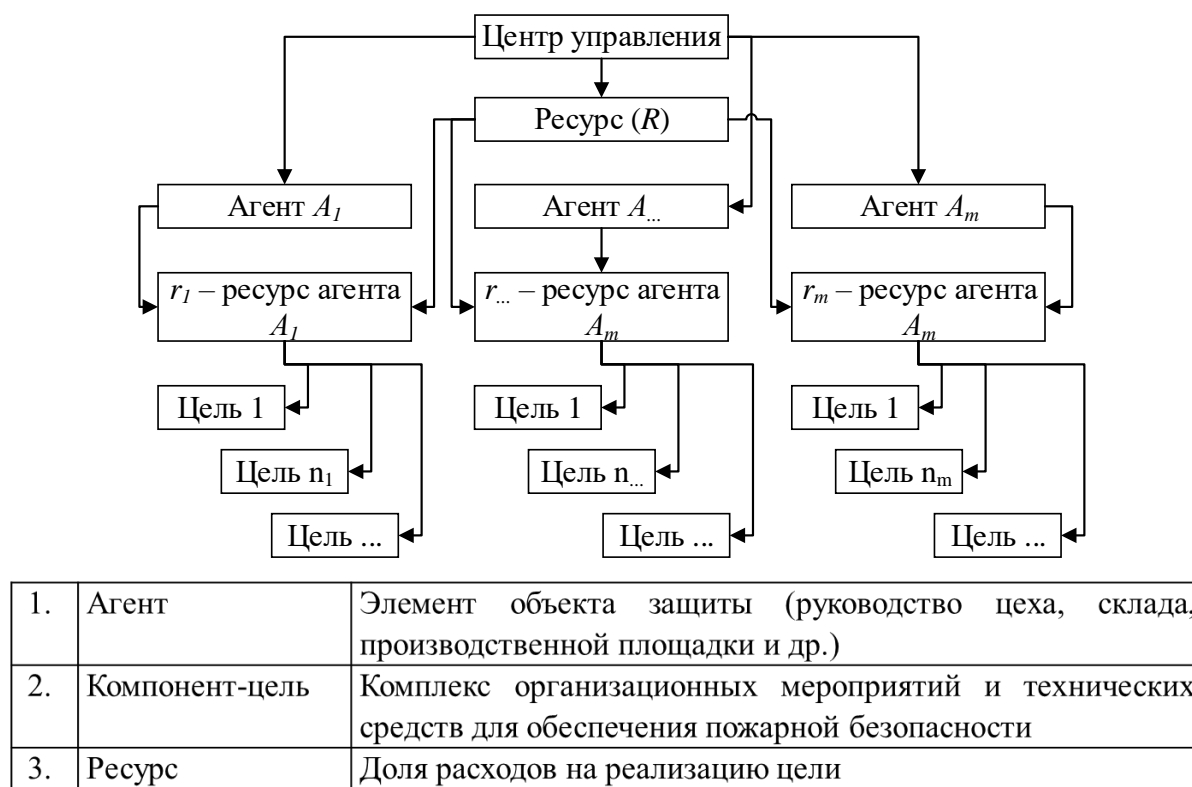 Центр управления
Ресурс (R)
Агент A1
Агент A...
Агент Am
r1 – ресурс агента
A1
r... – ресурс агента
Am
rm – ресурс агента
Am
Цель 1
Цель 1
Цель 1
Цель n1
Цель n...
Цель nm
Цель ...
Цель ...
Цель ...
1. Агент Элемент объекта защиты (руководство цеха, склада,
производственной площадки и др.)
2. Компонент-цель Комплекс организационных мероприятий и технических
средств для обеспечения пожарной безопасности
3. Ресурс Доля расходов на реализацию цели